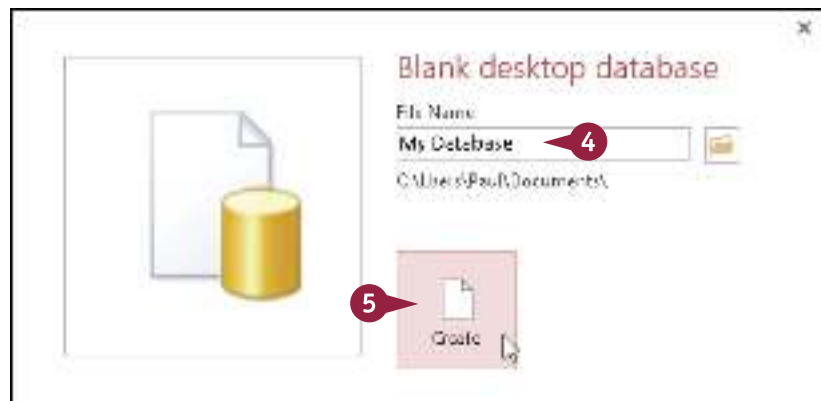 Blank desktop database
File Name
My Database
4
C:\Users\Paul\Documents\
5
Create